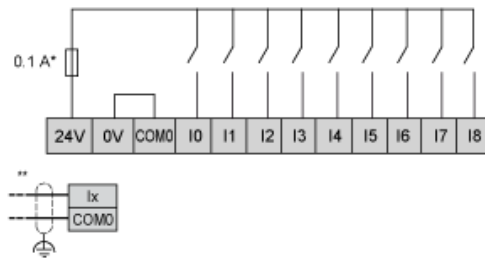 0.1 A*
24V 0V COM0 I0 I1 I2 I3 I4 I5 I6 I7 I8
**
Ix
COM0